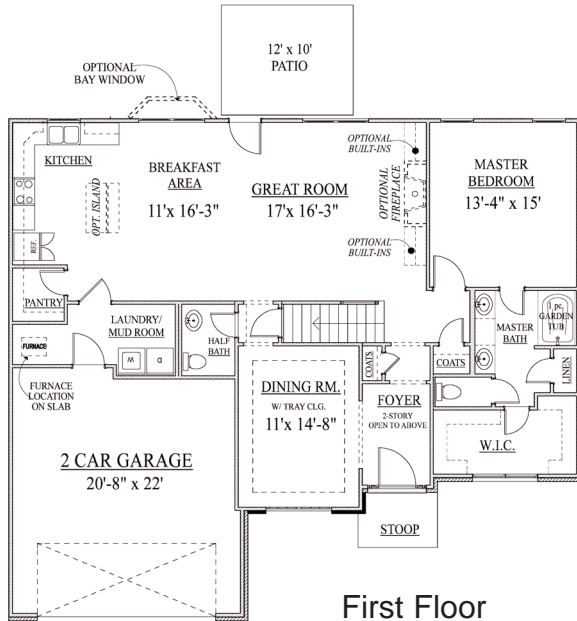 12' x 10'
PATIO
OPTIONAL
BAY WINDOW
KITCHEN
OPT. ISLAND
BREAKFAST
AREA
11'x 16'-3"
GREAT ROOM
17'x 16'-3"
OPTIONAL
BUILT-INS
OPTIONAL
FIREPLACE
OPTIONAL
BUILT-INS
MASTER
BEDROOM
13'-4" x 15'
REF.
PANTRY
LAUNDRY/
MUD ROOM
FURNACE
W
D
FURNACE
LOCATION
ON SLAB
HALF
BATH
COATS
COATS
MASTER
BATH
1 pc.
GARDEN
TUB
LINEN
DINING RM.
W/ TRAY CLG.
11'x 14'-8"
FOYER
2-STORY
OPEN TO ABOVE
W.I.C.
2 CAR GARAGE
20'-8" x 22'
STOOP
First Floor